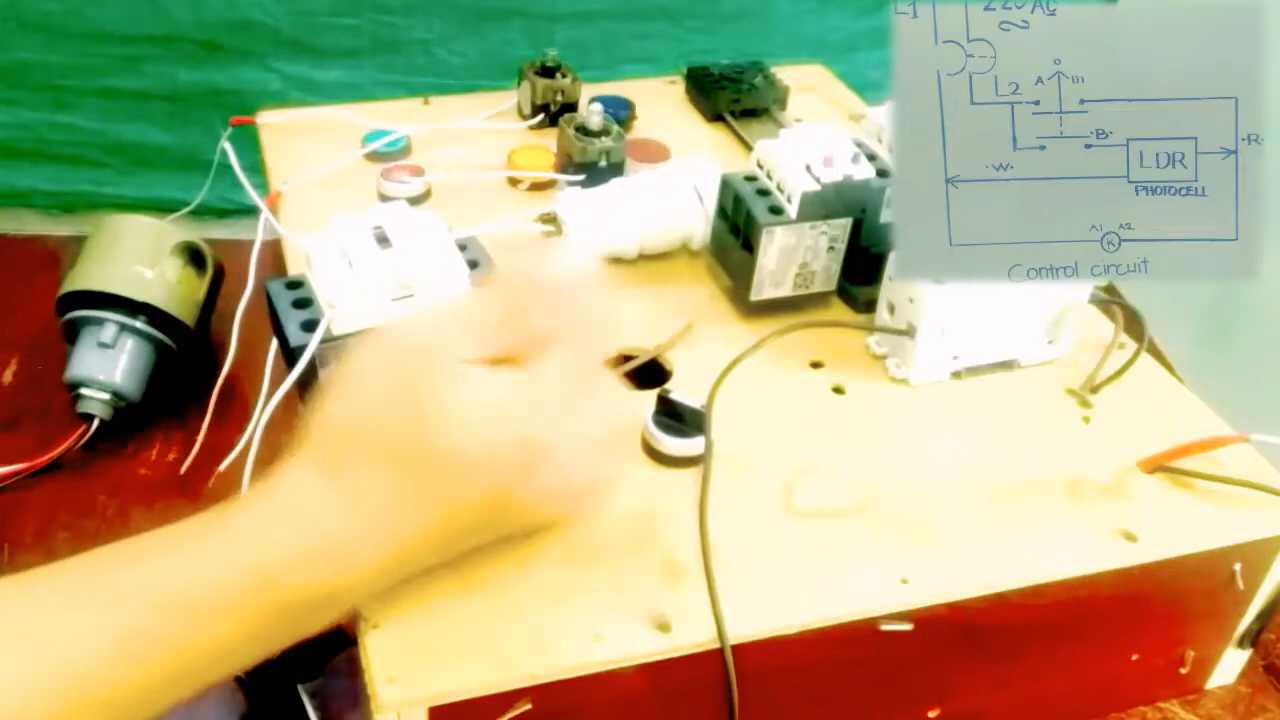 L1
220 AC
L2
A
O
m
·B·
LDR
·R·
·W·
PHOTOCELL
A1
A2
K
Control circuit